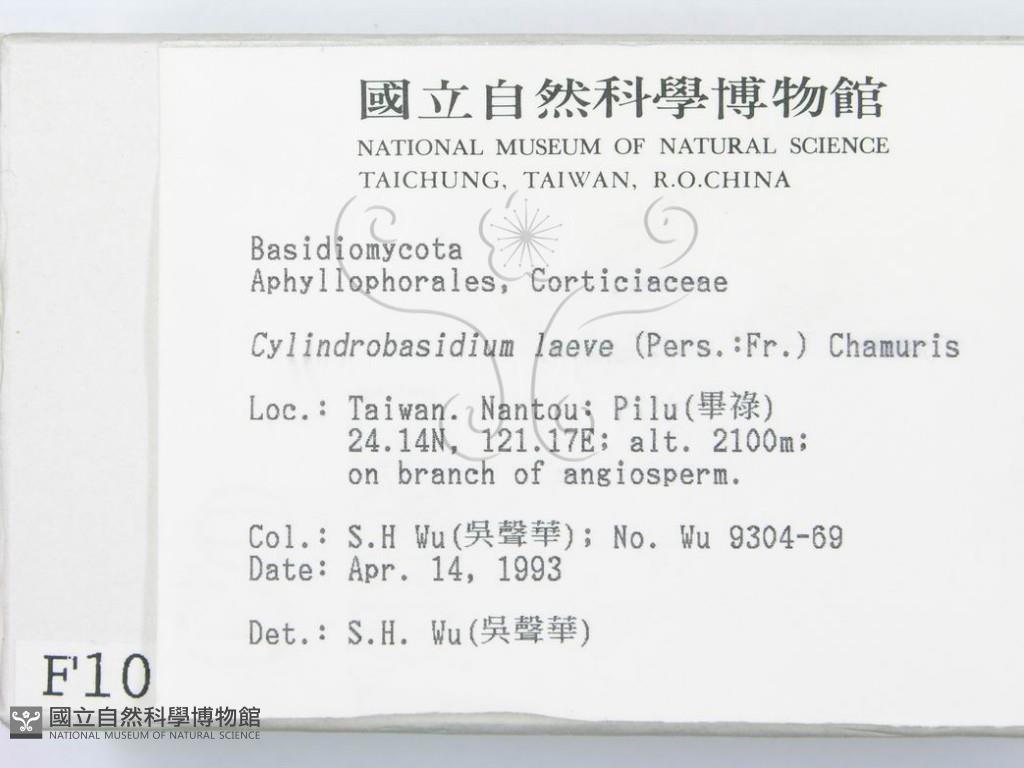 國立自然科學博物館
NATIONAL MUSEUM OF NATURAL SCIENCE
TAICHUNG, TAIWAN, R.O.CHINA
Basidiomycota
Aphyllophorales, Corticiaceae
Cylindrobasidium laeve (Pers.:Fr.) Chamuris
Loc.: Taiwan. Nantou: Pilu(畢祿)
24.14N, 121.17E; alt. 2100m;
on branch of angiosperm.
Col.: S.H Wu(吳聲華); No. Wu 9304-69
Date: Apr. 14, 1993
Det.: S.H. Wu(吳聲華)
F10
國立自然科學博物館
NATIONAL MUSEUM OF NATURAL SCIENCE